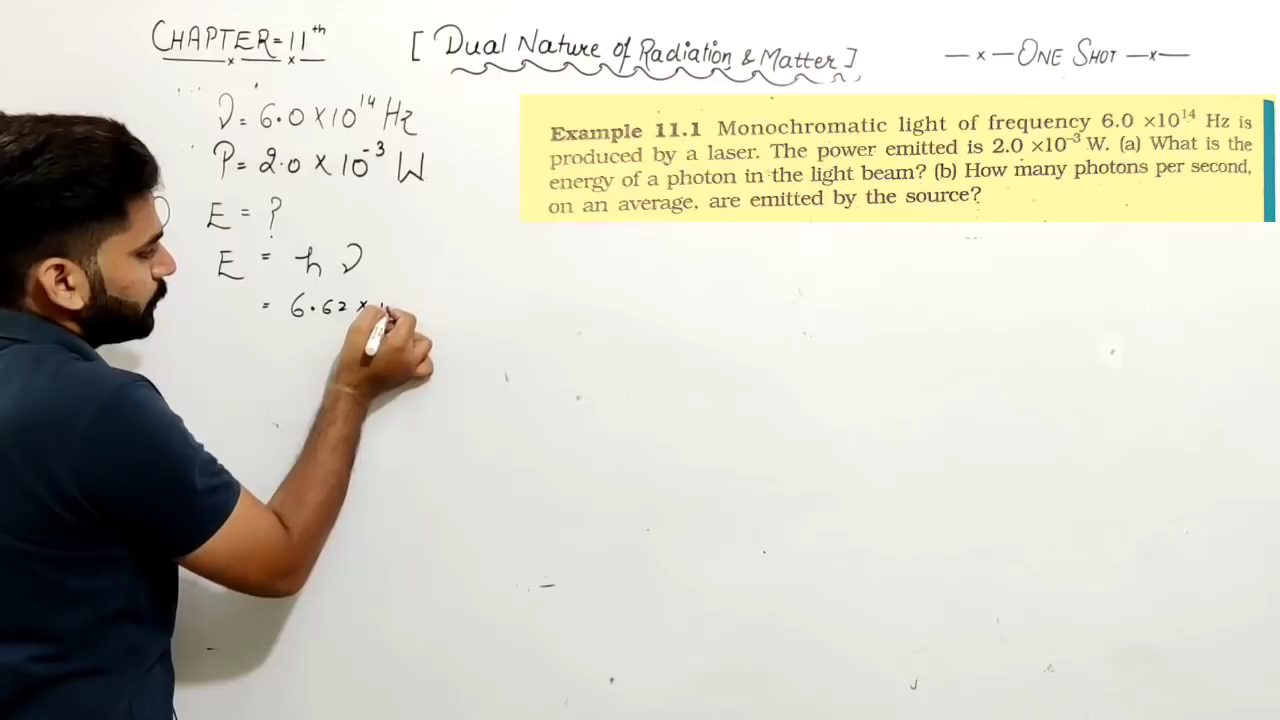 CHAPTER=11th
[ Dual Nature of Radiation & Matter ]
—×— ONE SHOT —×—
ν = 6.0 × 10^14 Hz
P = 2.0 × 10^-3 W
E = ?
E = h ν
= 6.62 ×
Example 11.1 Monochromatic light of frequency 6.0 ×10^14 Hz is
produced by a laser. The power emitted is 2.0 ×10^–3 W. (a) What is the
energy of a photon in the light beam? (b) How many photons per second,
on an average, are emitted by the source?